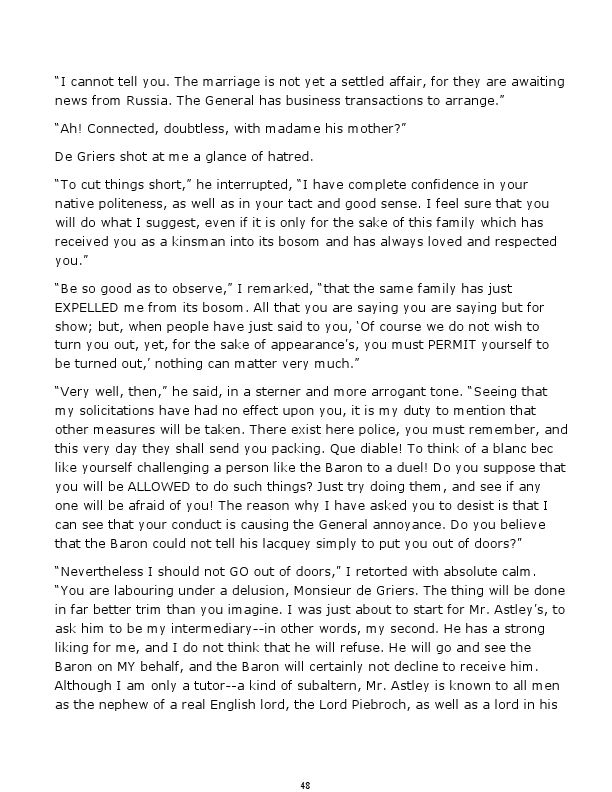 “I cannot tell you. The marriage is not yet a settled affair, for they are awaiting
news from Russia. The General has business transactions to arrange.”
“Ah! Connected, doubtless, with madame his mother?”
De Griers shot at me a glance of hatred.
“To cut things short,” he interrupted, “I have complete confidence in your
native politeness, as well as in your tact and good sense. I feel sure that you
will do what I suggest, even if it is only for the sake of this family which has
received you as a kinsman into its bosom and has always loved and respected
you.”
“Be so good as to observe,” I remarked, “that the same family has just
EXPELLED me from its bosom. All that you are saying you are saying but for
show; but, when people have just said to you, ‘Of course we do not wish to
turn you out, yet, for the sake of appearance’s, you must PERMIT yourself to
be turned out,’ nothing can matter very much.”
“Very well, then,” he said, in a sterner and more arrogant tone. “Seeing that
my solicitations have had no effect upon you, it is my duty to mention that
other measures will be taken. There exist here police, you must remember, and
this very day they shall send you packing. Que diable! To think of a blanc bec
like yourself challenging a person like the Baron to a duel! Do you suppose that
you will be ALLOWED to do such things? Just try doing them, and see if any
one will be afraid of you! The reason why I have asked you to desist is that I
can see that your conduct is causing the General annoyance. Do you believe
that the Baron could not tell his lacquey simply to put you out of doors?”
“Nevertheless I should not GO out of doors,” I retorted with absolute calm.
“You are labouring under a delusion, Monsieur de Griers. The thing will be done
in far better trim than you imagine. I was just about to start for Mr. Astley’s, to
ask him to be my intermediary--in other words, my second. He has a strong
liking for me, and I do not think that he will refuse. He will go and see the
Baron on MY behalf, and the Baron will certainly not decline to receive him.
Although I am only a tutor--a kind of subaltern, Mr. Astley is known to all men
as the nephew of a real English lord, the Lord Piebroch, as well as a lord in his
48